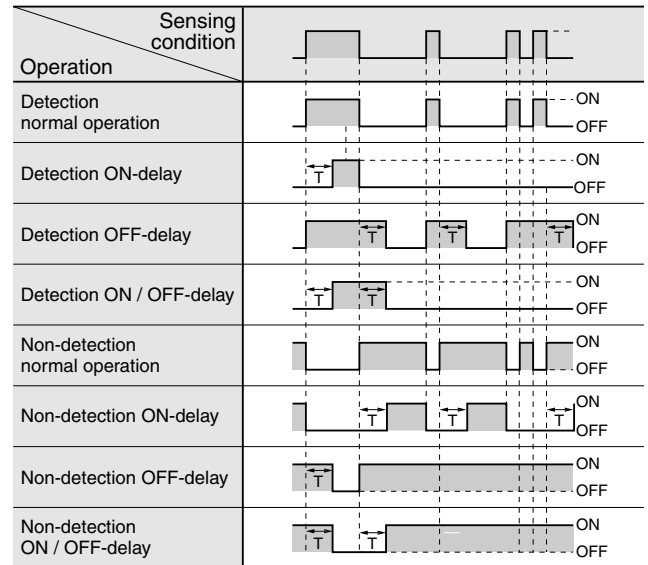 Sensing
condition
Operation
Detection
normal operation
ON
OFF
Detection ON-delay
T
ON
OFF
Detection OFF-delay
T
T
T
ON
OFF
Detection ON / OFF-delay
T
T
ON
OFF
Non-detection
normal operation
ON
OFF
Non-detection ON-delay
T
T
T
ON
OFF
Non-detection OFF-delay
T
ON
OFF
Non-detection
ON / OFF-delay
T
T
ON
OFF